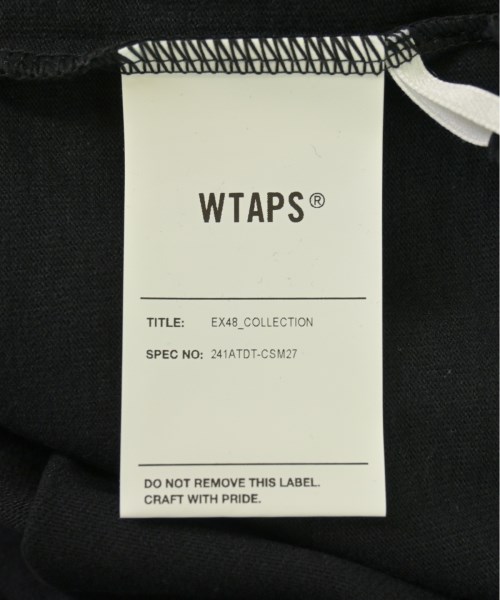 WTAPS®
TITLE: EX48_COLLECTION
SPEC NO: 241ATDT-CSM27
DO NOT REMOVE THIS LABEL.
CRAFT WITH PRIDE.